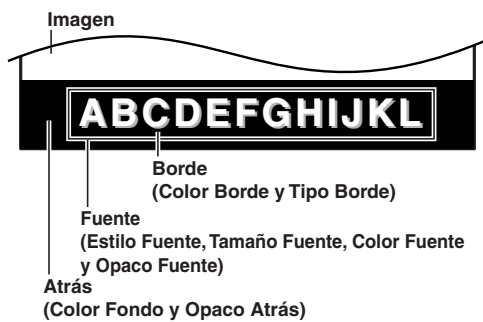 Imagen
ABCDEFGHIJKL
Borde
(Color Borde y Tipo Borde)
Fuente
(Estilo Fuente, Tamaño Fuente, Color Fuente
y Opaco Fuente)
Atrás
(Color Fondo y Opaco Atrás)